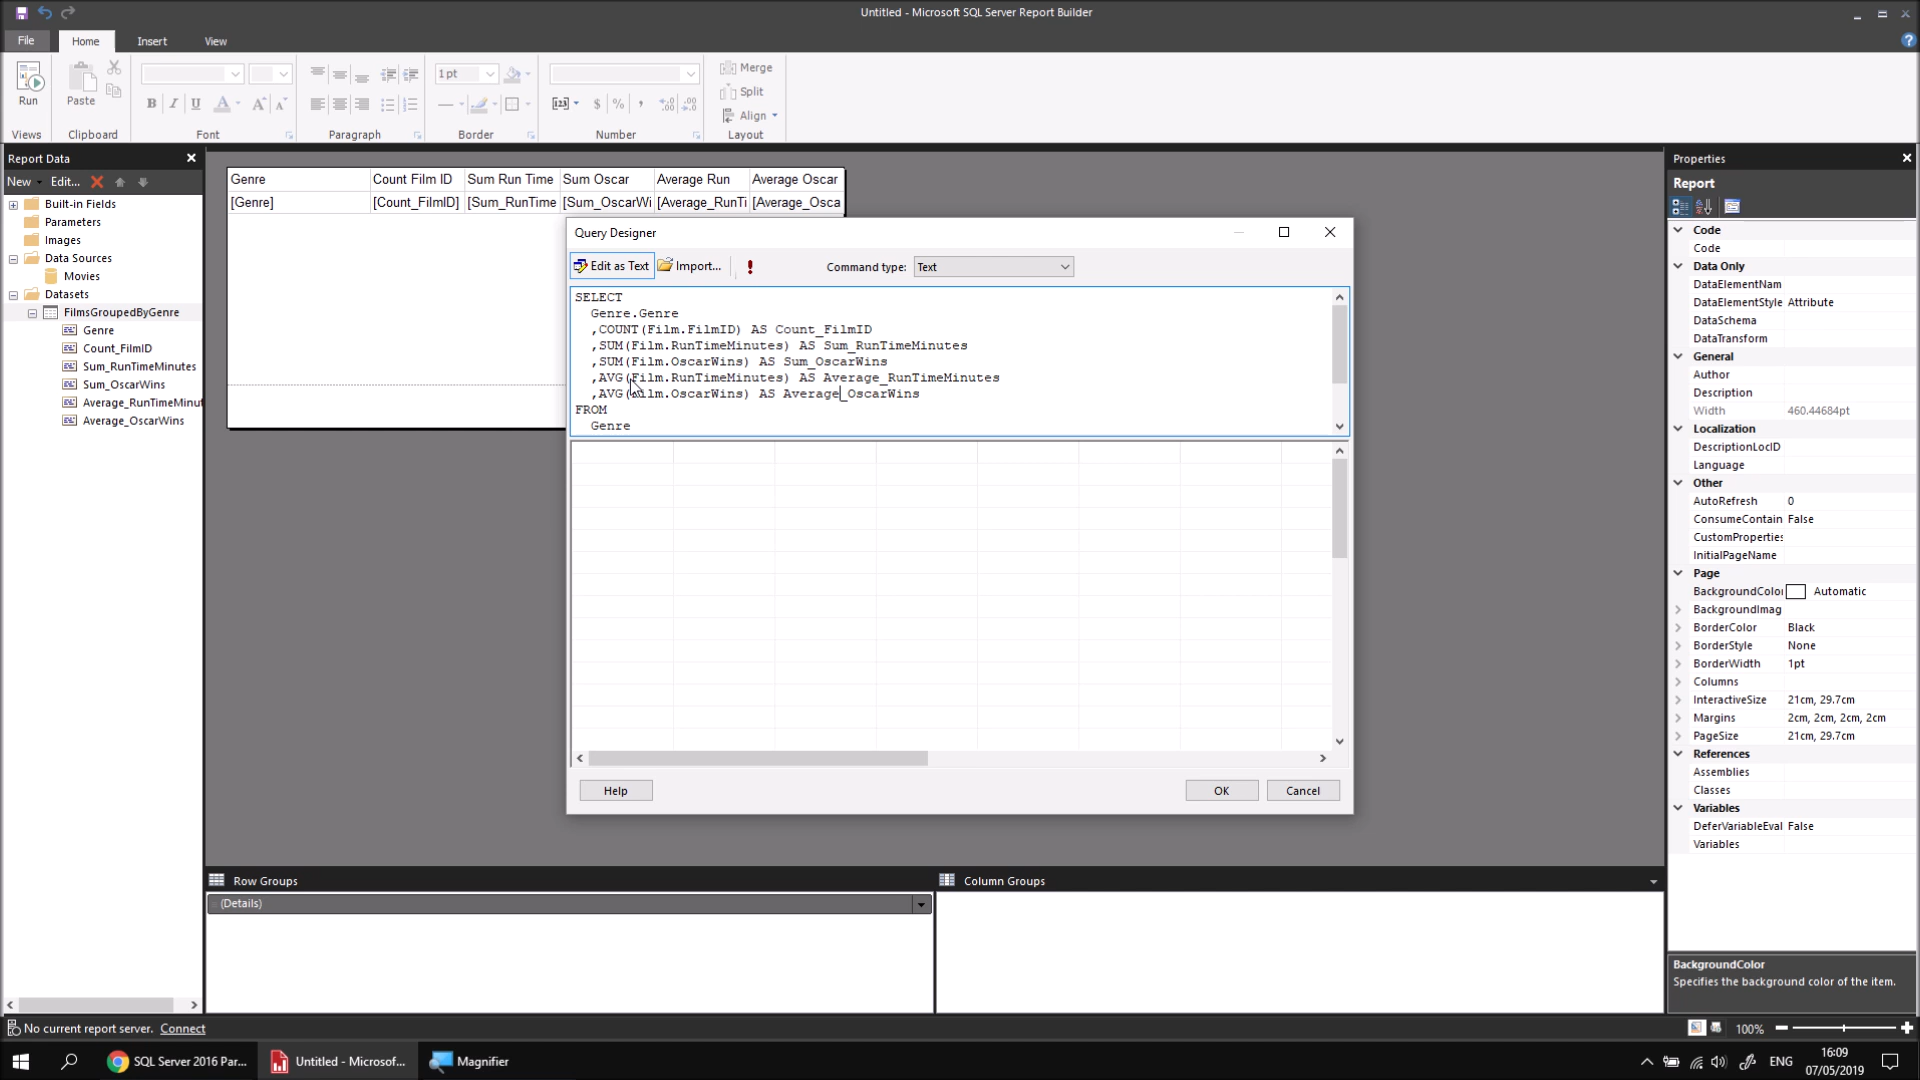 Untitled - Microsoft SQL Server Report Builder
File
Home
Insert
View
Run
Paste
1pt
Merge
Split
Align
B I U
Views
Clipboard
Font
Paragraph
Border
Number
Layout
Report Data
New
Edit...
Built-in Fields
Parameters
Images
Data Sources
Movies
Datasets
FilmsGroupedByGenre
Genre
Count_FilmID
Sum_RunTimeMinutes
Sum_OscarWins
Average_RunTimeMinut
Average_OscarWins
Genre Count Film ID Sum Run Time Sum Oscar Average Run Average Oscar
[Genre] [Count_FilmID] [Sum_RunTime [Sum_OscarWi [Average_RunTi [Average_Osca
Query Designer
Edit as Text
Import...
Command type:
Text
SELECT
Genre.Genre
,COUNT(Film.FilmID) AS Count_FilmID
,SUM(Film.RunTimeMinutes) AS Sum_RunTimeMinutes
,SUM(Film.OscarWins) AS Sum_OscarWins
,AVG(Film.RunTimeMinutes) AS Average_RunTimeMinutes
,AVG(Film.OscarWins) AS Average_OscarWins
FROM
Genre
Help
OK
Cancel
Properties
Report
Code
Code
Data Only
DataElementNam
DataElementStyle Attribute
DataSchema
DataTransform
General
Author
Description
Width 460.44684pt
Localization
DescriptionLocID
Language
Other
AutoRefresh 0
ConsumeContain False
CustomProperties
InitialPageName
Page
BackgroundColor Automatic
BackgroundImag
BorderColor Black
BorderStyle None
BorderWidth 1pt
Columns
InteractiveSize 21cm, 29.7cm
Margins 2cm, 2cm, 2cm, 2cm
PageSize 21cm, 29.7cm
References
Assemblies
Classes
Variables
DeferVariableEval False
Variables
BackgroundColor
Specifies the background color of the item.
Row Groups
(Details)
Column Groups
No current report server. Connect
100%
SQL Server 2016 Par...
Untitled - Microsof...
Magnifier
ENG
16:09
07/05/2019